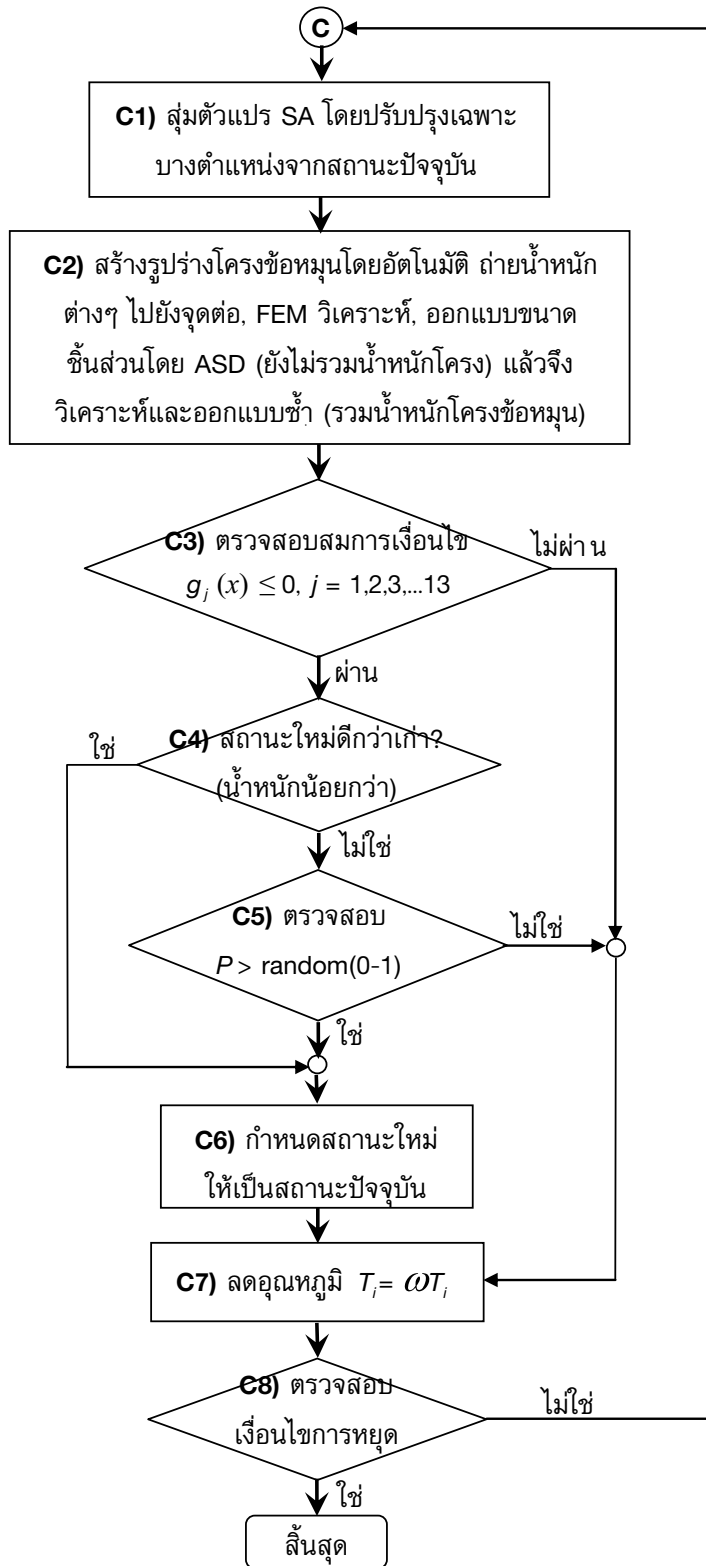 C
C1) สุ่มตัวแปร SA โดยปรับปรุงเฉพาะ
บางตำแหน่งจากสถานะปัจจุบัน
C2) สร้างรูปร่างโครงข้อหมุนโดยอัตโนมัติ ถ่ายน้ำหนัก
ต่างๆ ไปยังจุดต่อ, FEM วิเคราะห์, ออกแบบขนาด
ชิ้นส่วนโดย ASD (ยังไม่รวมน้ำหนักโครง) แล้วจึง
วิเคราะห์และออกแบบซ้ำ (รวมน้ำหนักโครงข้อหมุน)
C3) ตรวจสอบสมการเงื่อนไข
g_j (x) ≤ 0, j = 1,2,3,...13
ไม่ผ่าน
ผ่าน
C4) สถานะใหม่ดีกว่าเก่า?
(น้ำหนักน้อยกว่า)
ใช่
ไม่ใช่
C5) ตรวจสอบ
P > random(0-1)
ไม่ใช่
ใช่
C6) กำหนดสถานะใหม่
ให้เป็นสถานะปัจจุบัน
C7) ลดอุณหภูมิ T_i = ωT_i
C8) ตรวจสอบ
เงื่อนไขการหยุด
ไม่ใช่
ใช่
สิ้นสุด